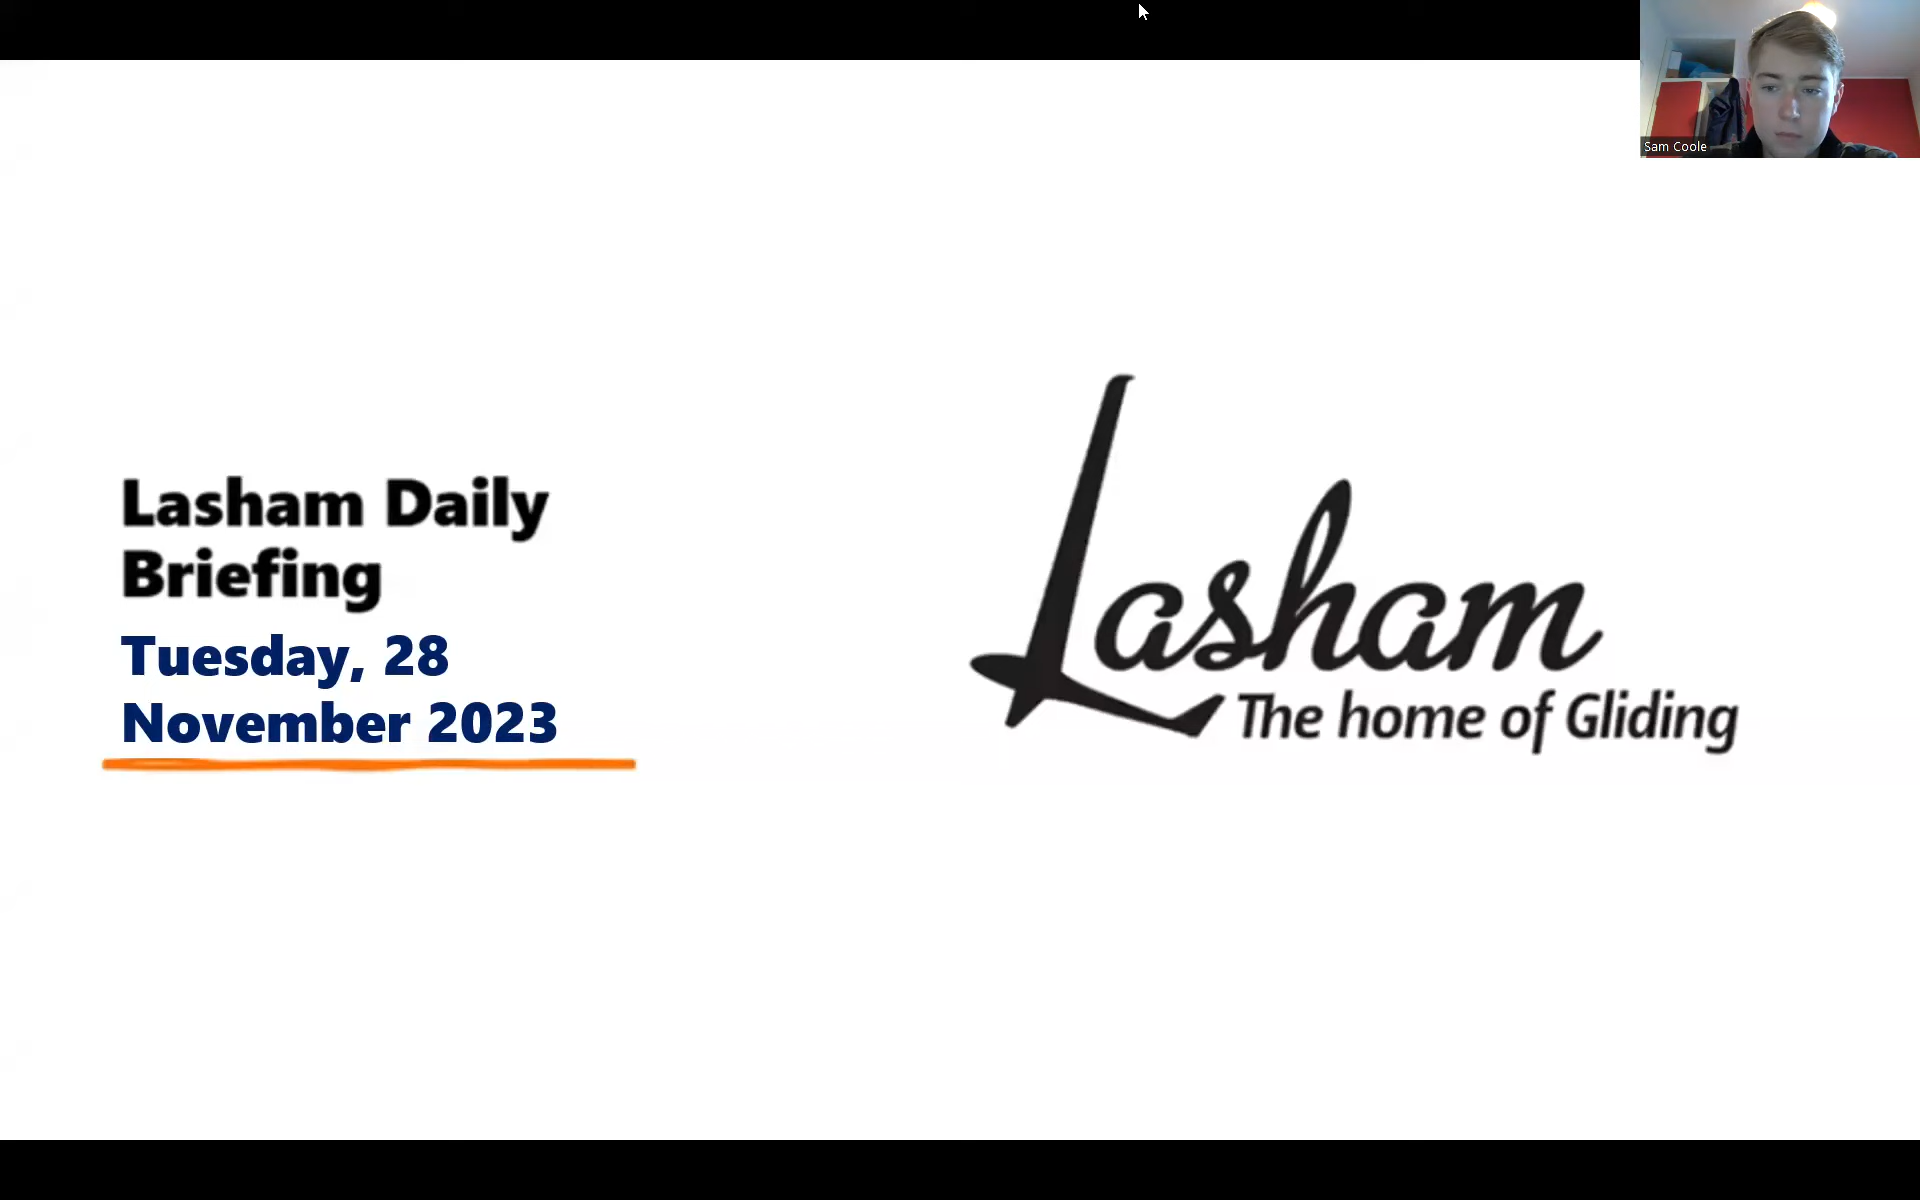 Sam Coole
Lasham Daily
Briefing
Tuesday, 28
November 2023
Lasham
The home of Gliding